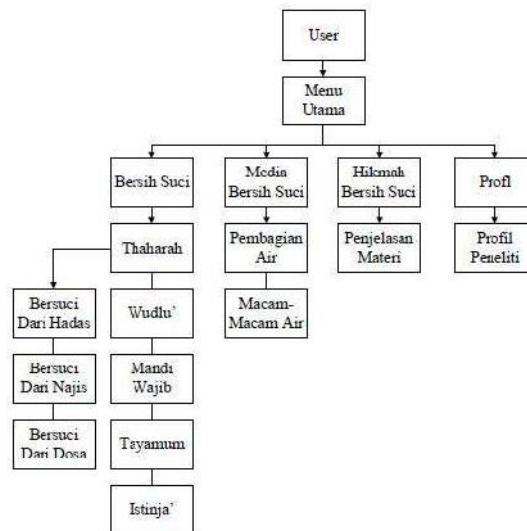 User
Menu
Utama
Bersih Suci
Media
Bersih Suci
Hikmah
Bersih Suci
Profl
Thaharah
Pembagian
Air
Penjelasan
Materi
Profil
Peneliti
Bersuci
Dari Hadas
Wudlu’
Macam-
Macam Air
Bersuci
Dari Najis
Mandi
Wajib
Bersuci
Dari Dosa
Tayamum
Istinja’